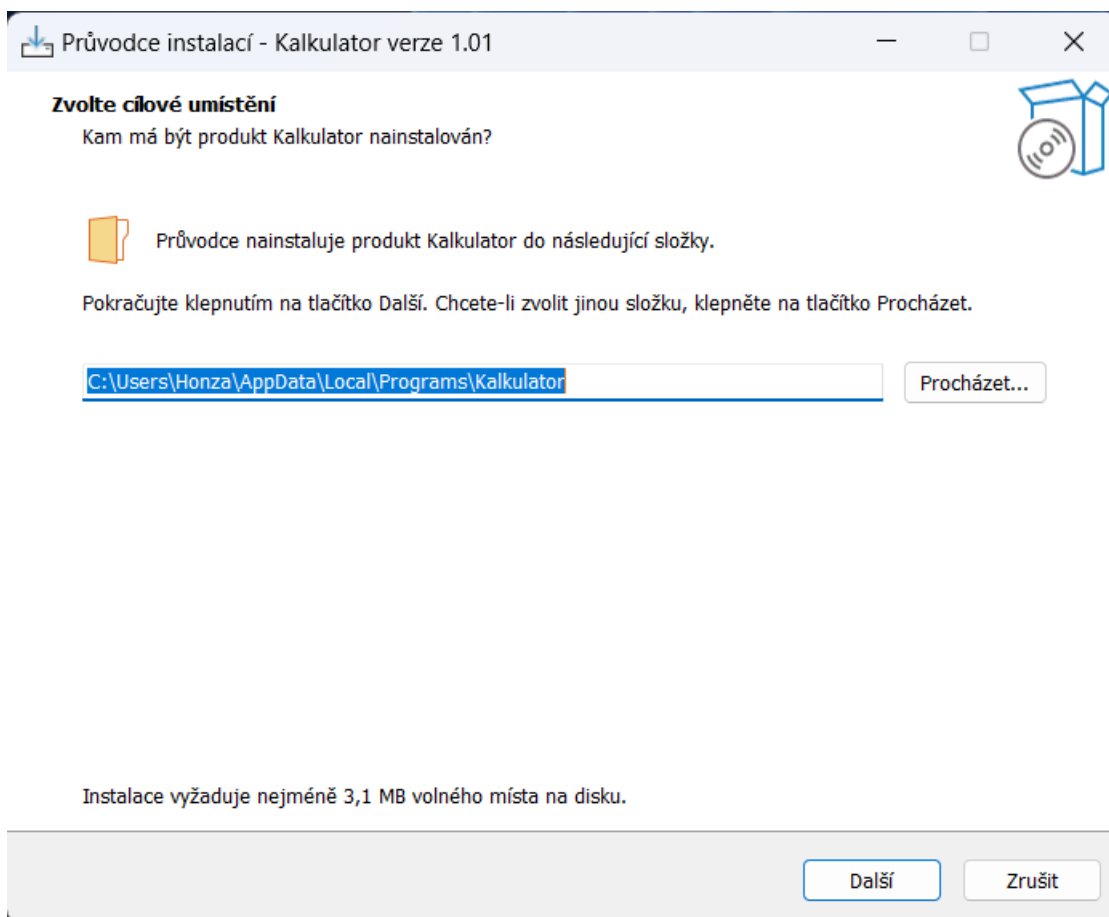 Průvodce instalací - Kalkulator verze 1.01
Zvolte cílové umístění
Kam má být produkt Kalkulator nainstalován?
Průvodce nainstaluje produkt Kalkulator do následující složky.
Pokračujte klepnutím na tlačítko Další. Chcete-li zvolit jinou složku, klepněte na tlačítko Procházet.
C:\Users\Honza\AppData\Local\Programs\Kalkulator
Procházet...
Instalace vyžaduje nejméně 3,1 MB volného místa na disku.
Další
Zrušit